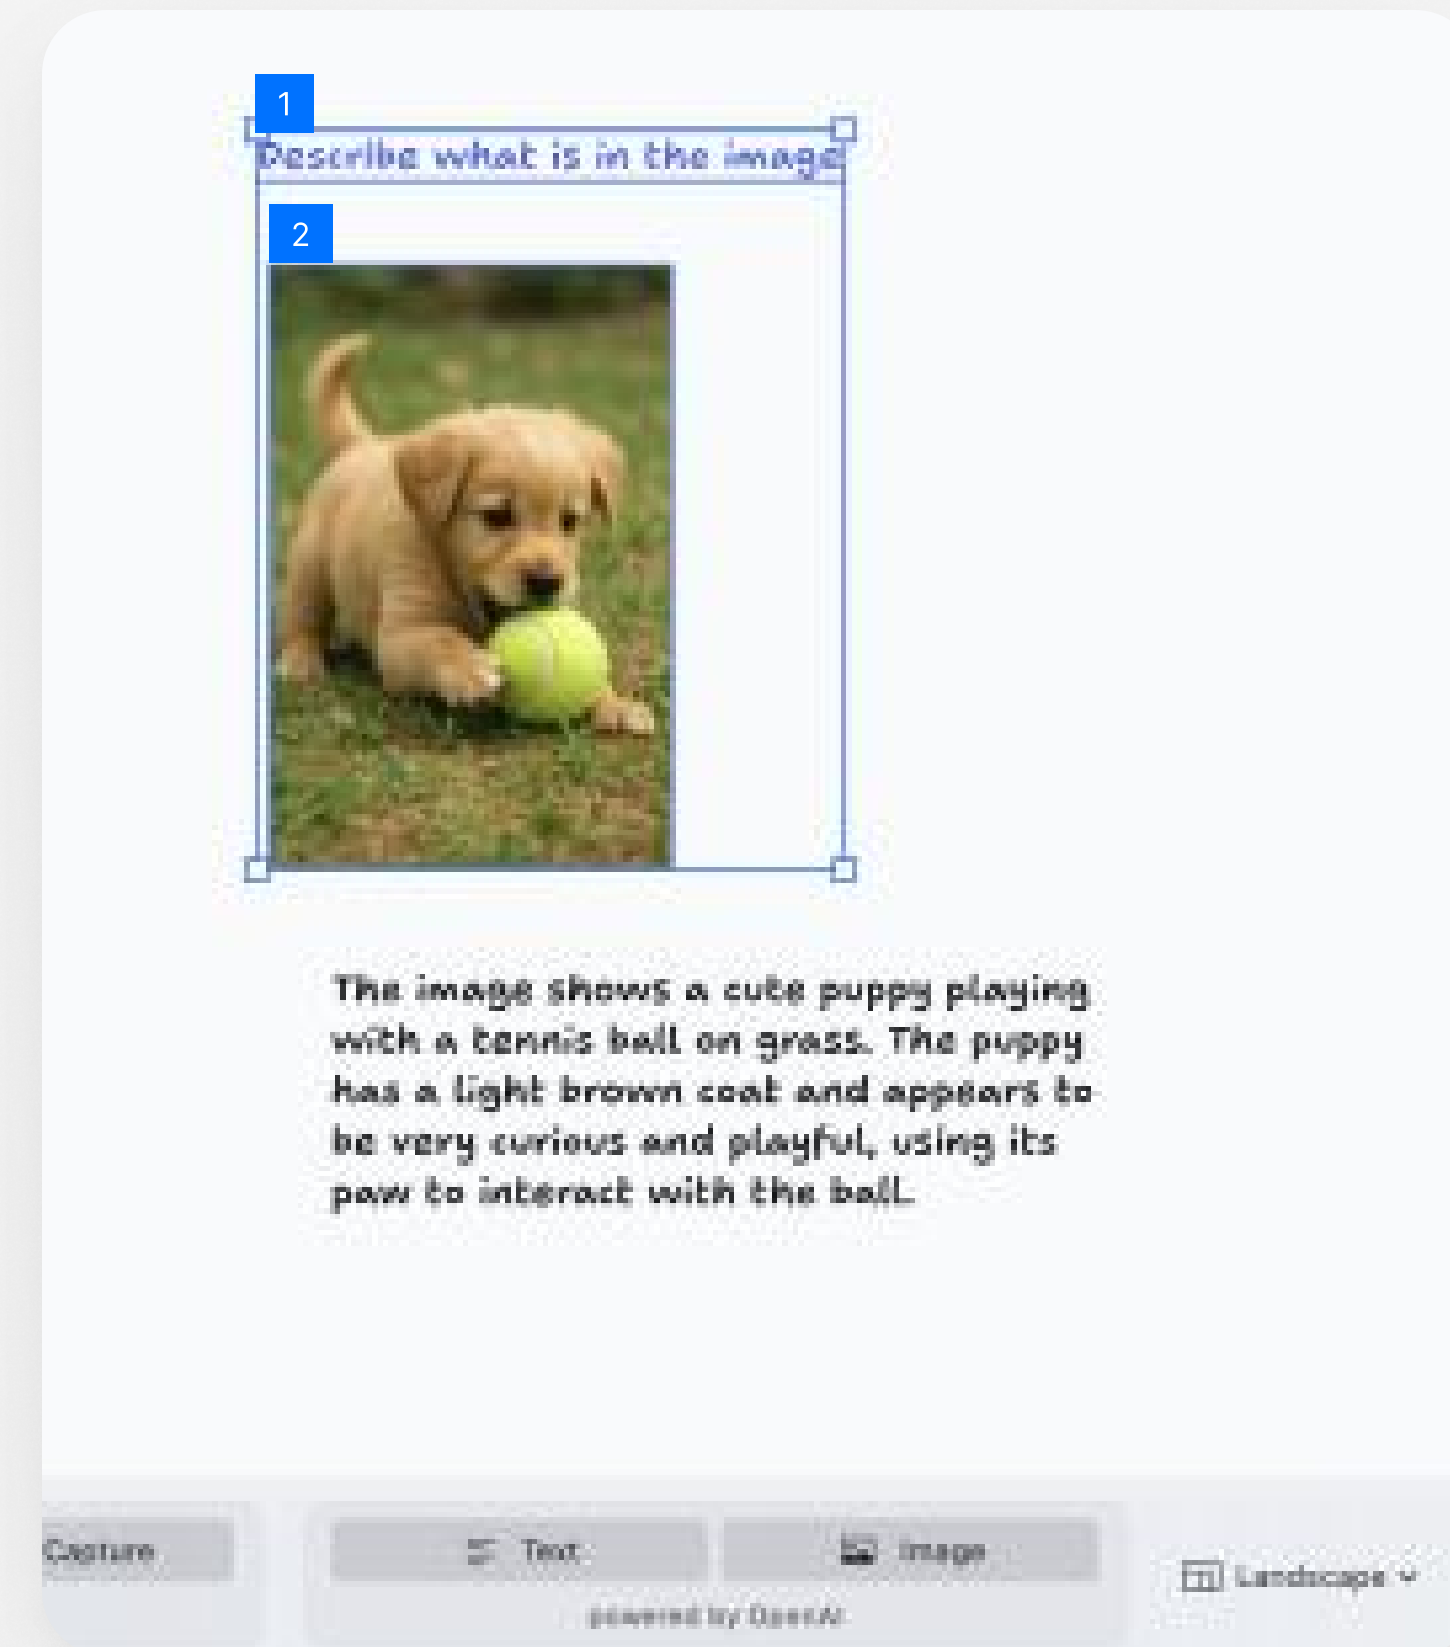 1
Describe what is in the image
2
The image shows a cute puppy playing
with a tennis ball on grass. The puppy
has a light brown coat and appears to
be very curious and playful, using its
paw to interact with the ball.
Capture
Text
Image
Landscape
powered by OpenAI